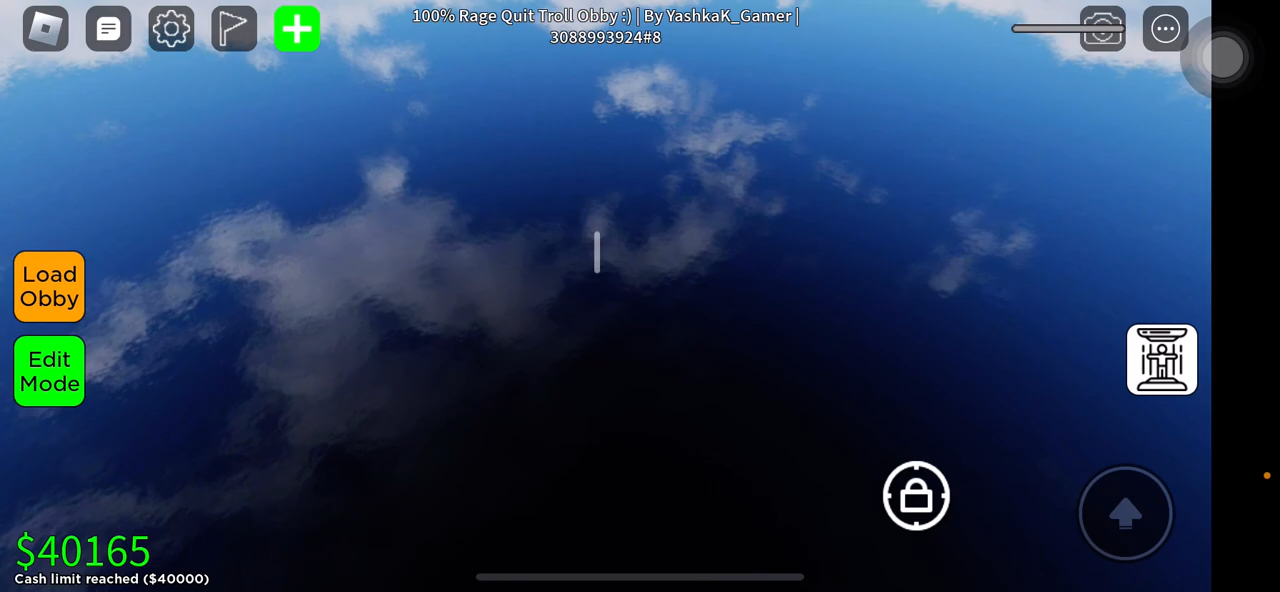 100% Rage Quit Troll Obby :) | By YashkaK_Gamer |
3088993924#8
Load
Obby
Edit
Mode
$40165
Cash limit reached ($40000)